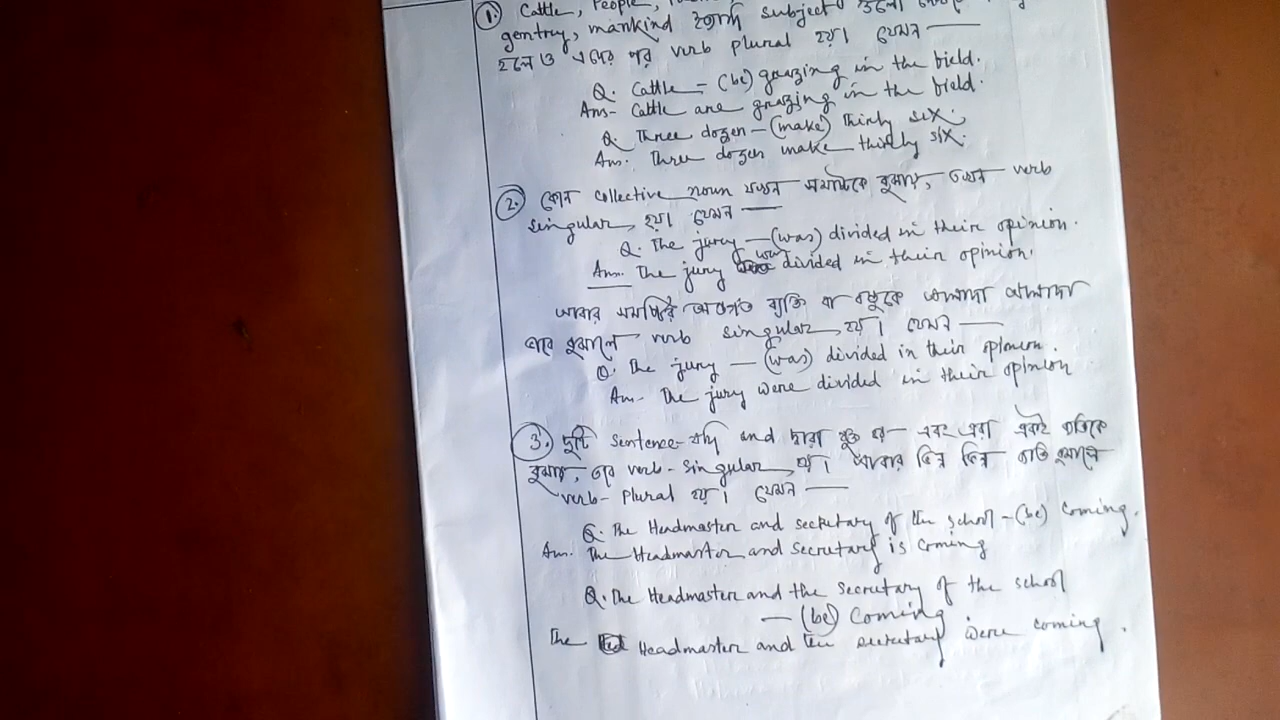 1. Cattle, People,
gentry, mankind ইত্যাদি subject গুলো
হলেও এদের পর verb plural হয়। যেমন —
Q. Cattle — (be) grazing in the field.
Ans- Cattle are grazing in the field.
Q. Three dozen — (make) thirty six.
An. Three dozen make thirty six.
2. কোন collective noun যখন সমষ্টিকে বুঝায়, তখন verb
singular হয়। যেমন —
Q. The jury — (was) divided in their opinion.
An. The jury was divided in their opinion.
আবার সমষ্টির অন্তর্গত ব্যক্তি বা বস্তুকে আলাদা আলাদা
ভাবে বুঝালে verb singular হয়। যেমন —
Q. The jury — (was) divided in their opinion.
An. The jury were divided in their opinion
3. দুটি sentence যদি and দ্বারা যুক্ত হয় এবং এরা একই ব্যক্তিকে
বুঝায়, তবে verb - singular হয়। আবার ভিন্ন ভিন্ন ব্যক্তি বুঝালে
verb - Plural হয়। যেমন —
Q. The Headmaster and secretary of the school - (be) coming.
An. The Headmaster and secretary is coming
Q. The Headmaster and the secretary of the school
— (be) coming
The Headmaster and the secretary were coming.